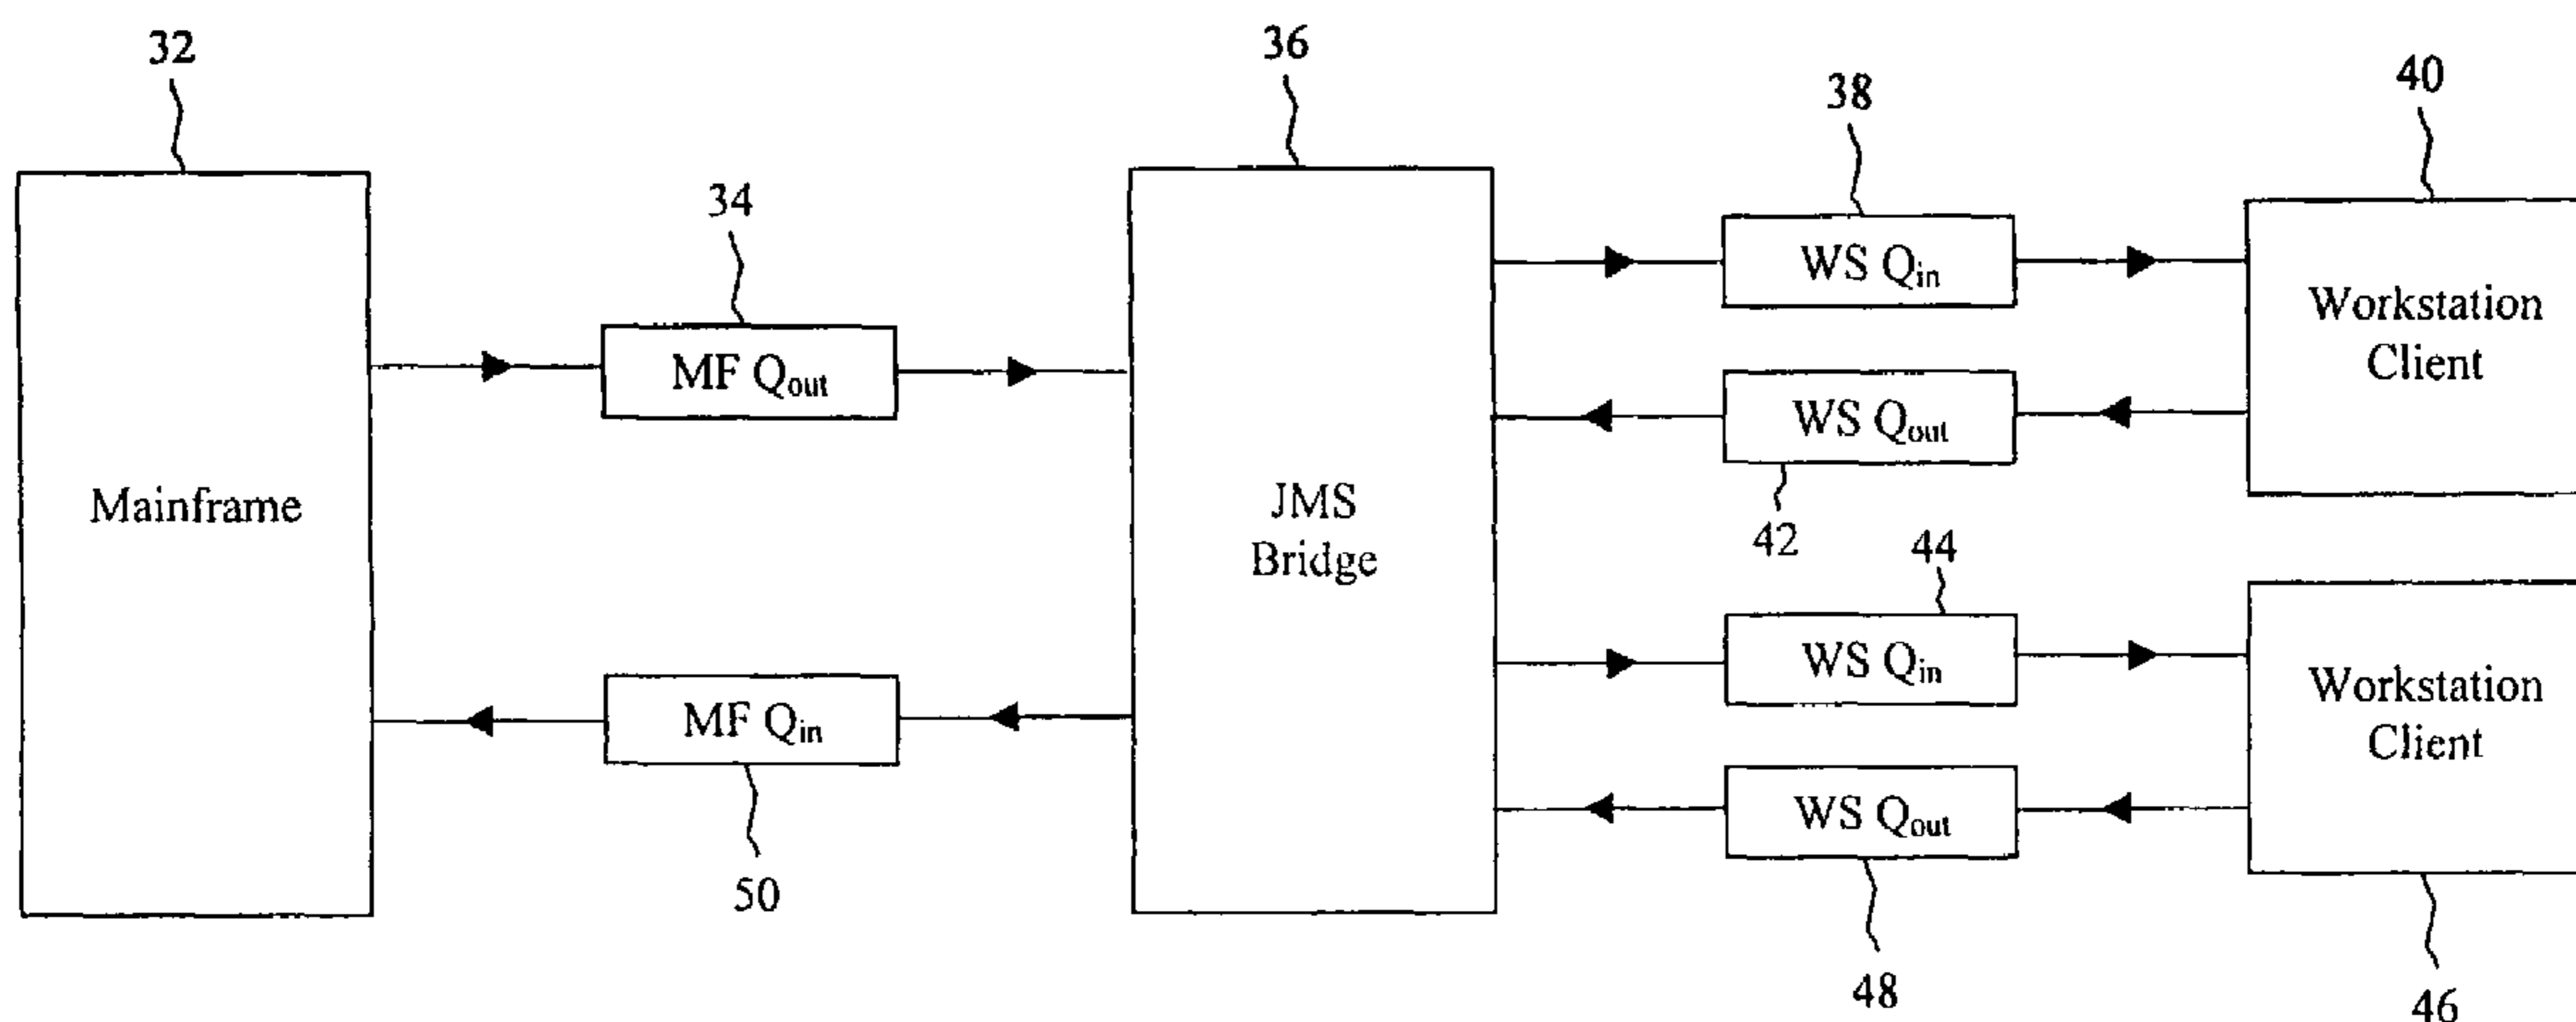 32
36
38
40
34
WS Qin
Workstation
Client
MF Qout
WS Qout
Mainframe
JMS
Bridge
42
44
WS Qin
Workstation
Client
MF Qin
WS Qout
50
48
46